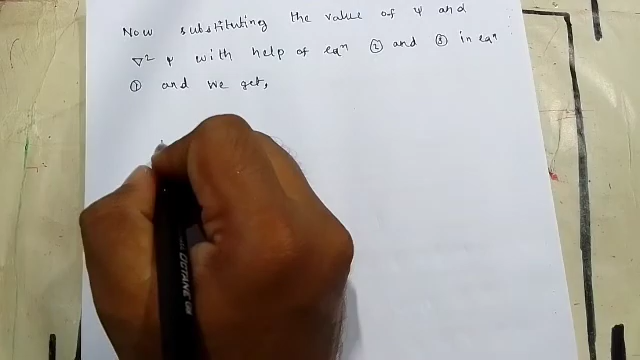 Now substituting the value of ψ and
∇² ψ with help of eqⁿ ② and ③ in eqⁿ
① and we get,
OCTANE